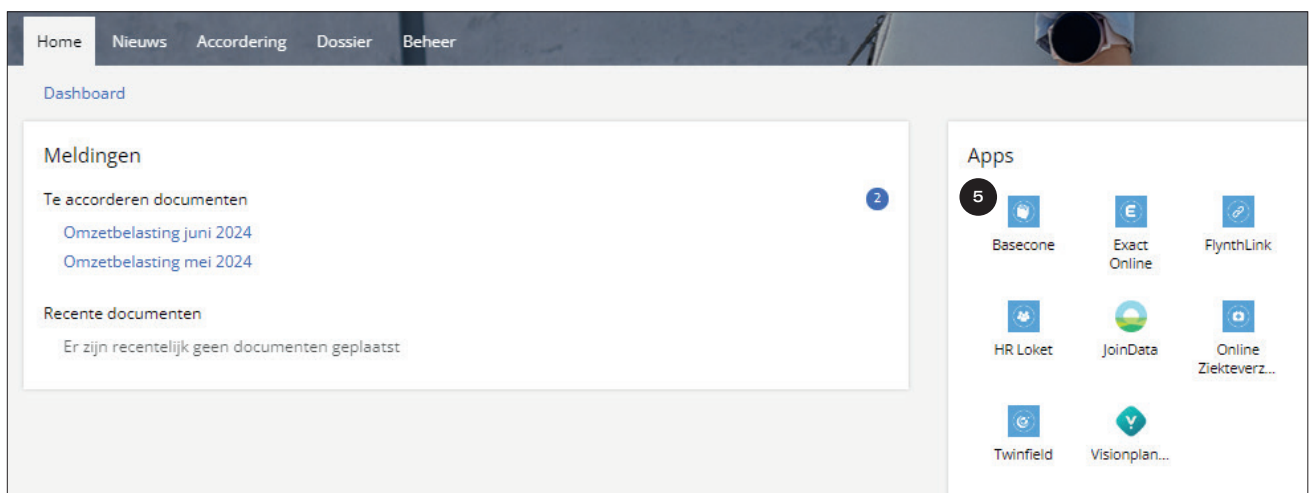 Home Nieuws Accordering Dossier Beheer
Dashboard
Meldingen
Te accorderen documenten 2
Omzetbelasting juni 2024
Omzetbelasting mei 2024
Recente documenten
Er zijn recentelijk geen documenten geplaatst
Apps
5
Basecone Exact Online FlynthLink
HR Loket JoinData Online Ziekteverz...
Twinfield Visionplan...